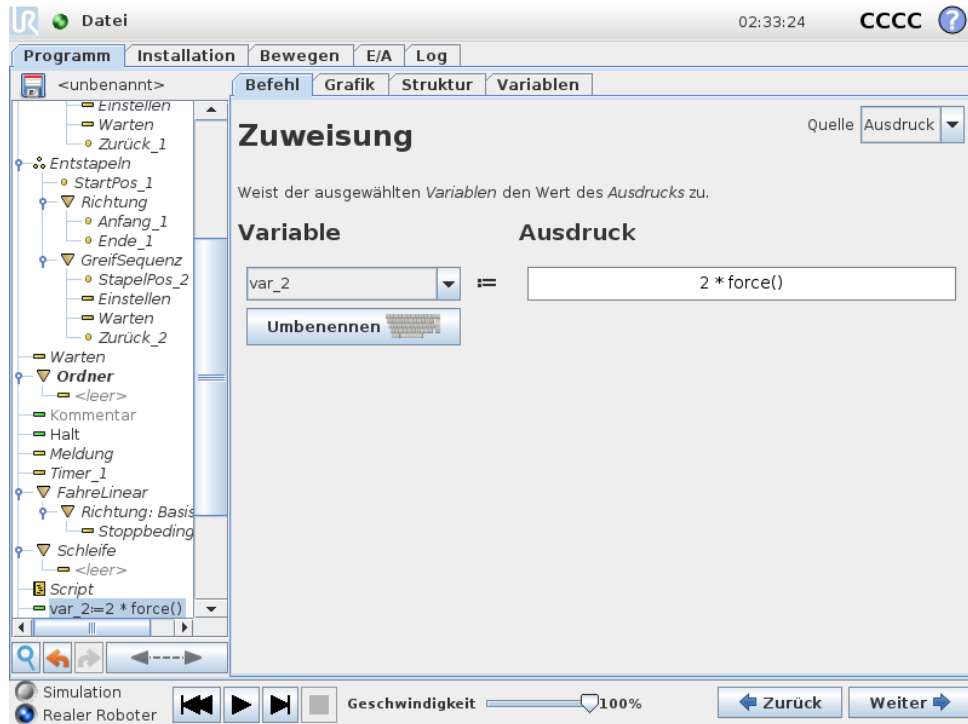 UR Datei 02:33:24 CCCC ?
Programm Installation Bewegen E/A Log
<unbenannt>
Befehl Grafik Struktur Variablen
Einstellen
Warten
Zurück_1
Entstapeln
StartPos_1
Richtung
Anfang_1
Ende_1
GreifSequenz
StapelPos_2
Einstellen
Warten
Zurück_2
Warten
Ordner
<leer>
Kommentar
Halt
Meldung
Timer_1
FahreLinear
Richtung: Basis
Stoppbeding
Schleife
<leer>
Script
var_2:=2 * force()
Zuweisung
Quelle Ausdruck
Weist der ausgewählten Variablen den Wert des Ausdrucks zu.
Variable Ausdruck
var_2 := 2 * force()
Umbenennen
Simulation
Realer Roboter
Geschwindigkeit 100%
Zurück Weiter